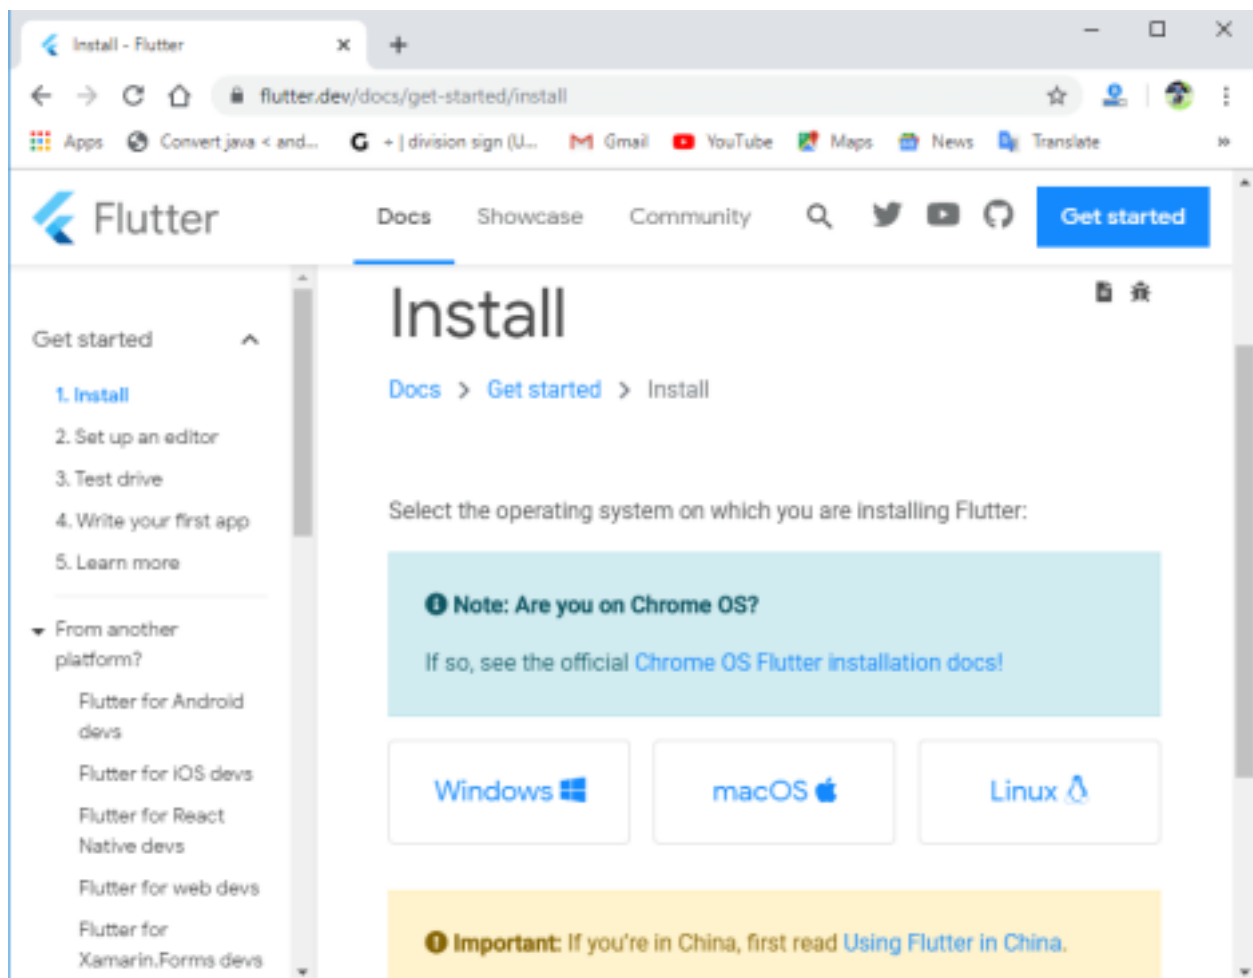 Install - Flutter
flutter.dev/docs/get-started/install
Apps Convert java < and... G + | division sign (U... Gmail YouTube Maps News Translate »
Flutter Docs Showcase Community Get started
Get started
1. Install
2. Set up an editor
3. Test drive
4. Write your first app
5. Learn more
From another
platform?
Flutter for Android
devs
Flutter for iOS devs
Flutter for React
Native devs
Flutter for web devs
Flutter for
Xamarin.Forms devs
Install
Docs > Get started > Install
Select the operating system on which you are installing Flutter:
Note: Are you on Chrome OS?
If so, see the official Chrome OS Flutter installation docs!
Windows macOS Linux
Important: If you're in China, first read Using Flutter in China.